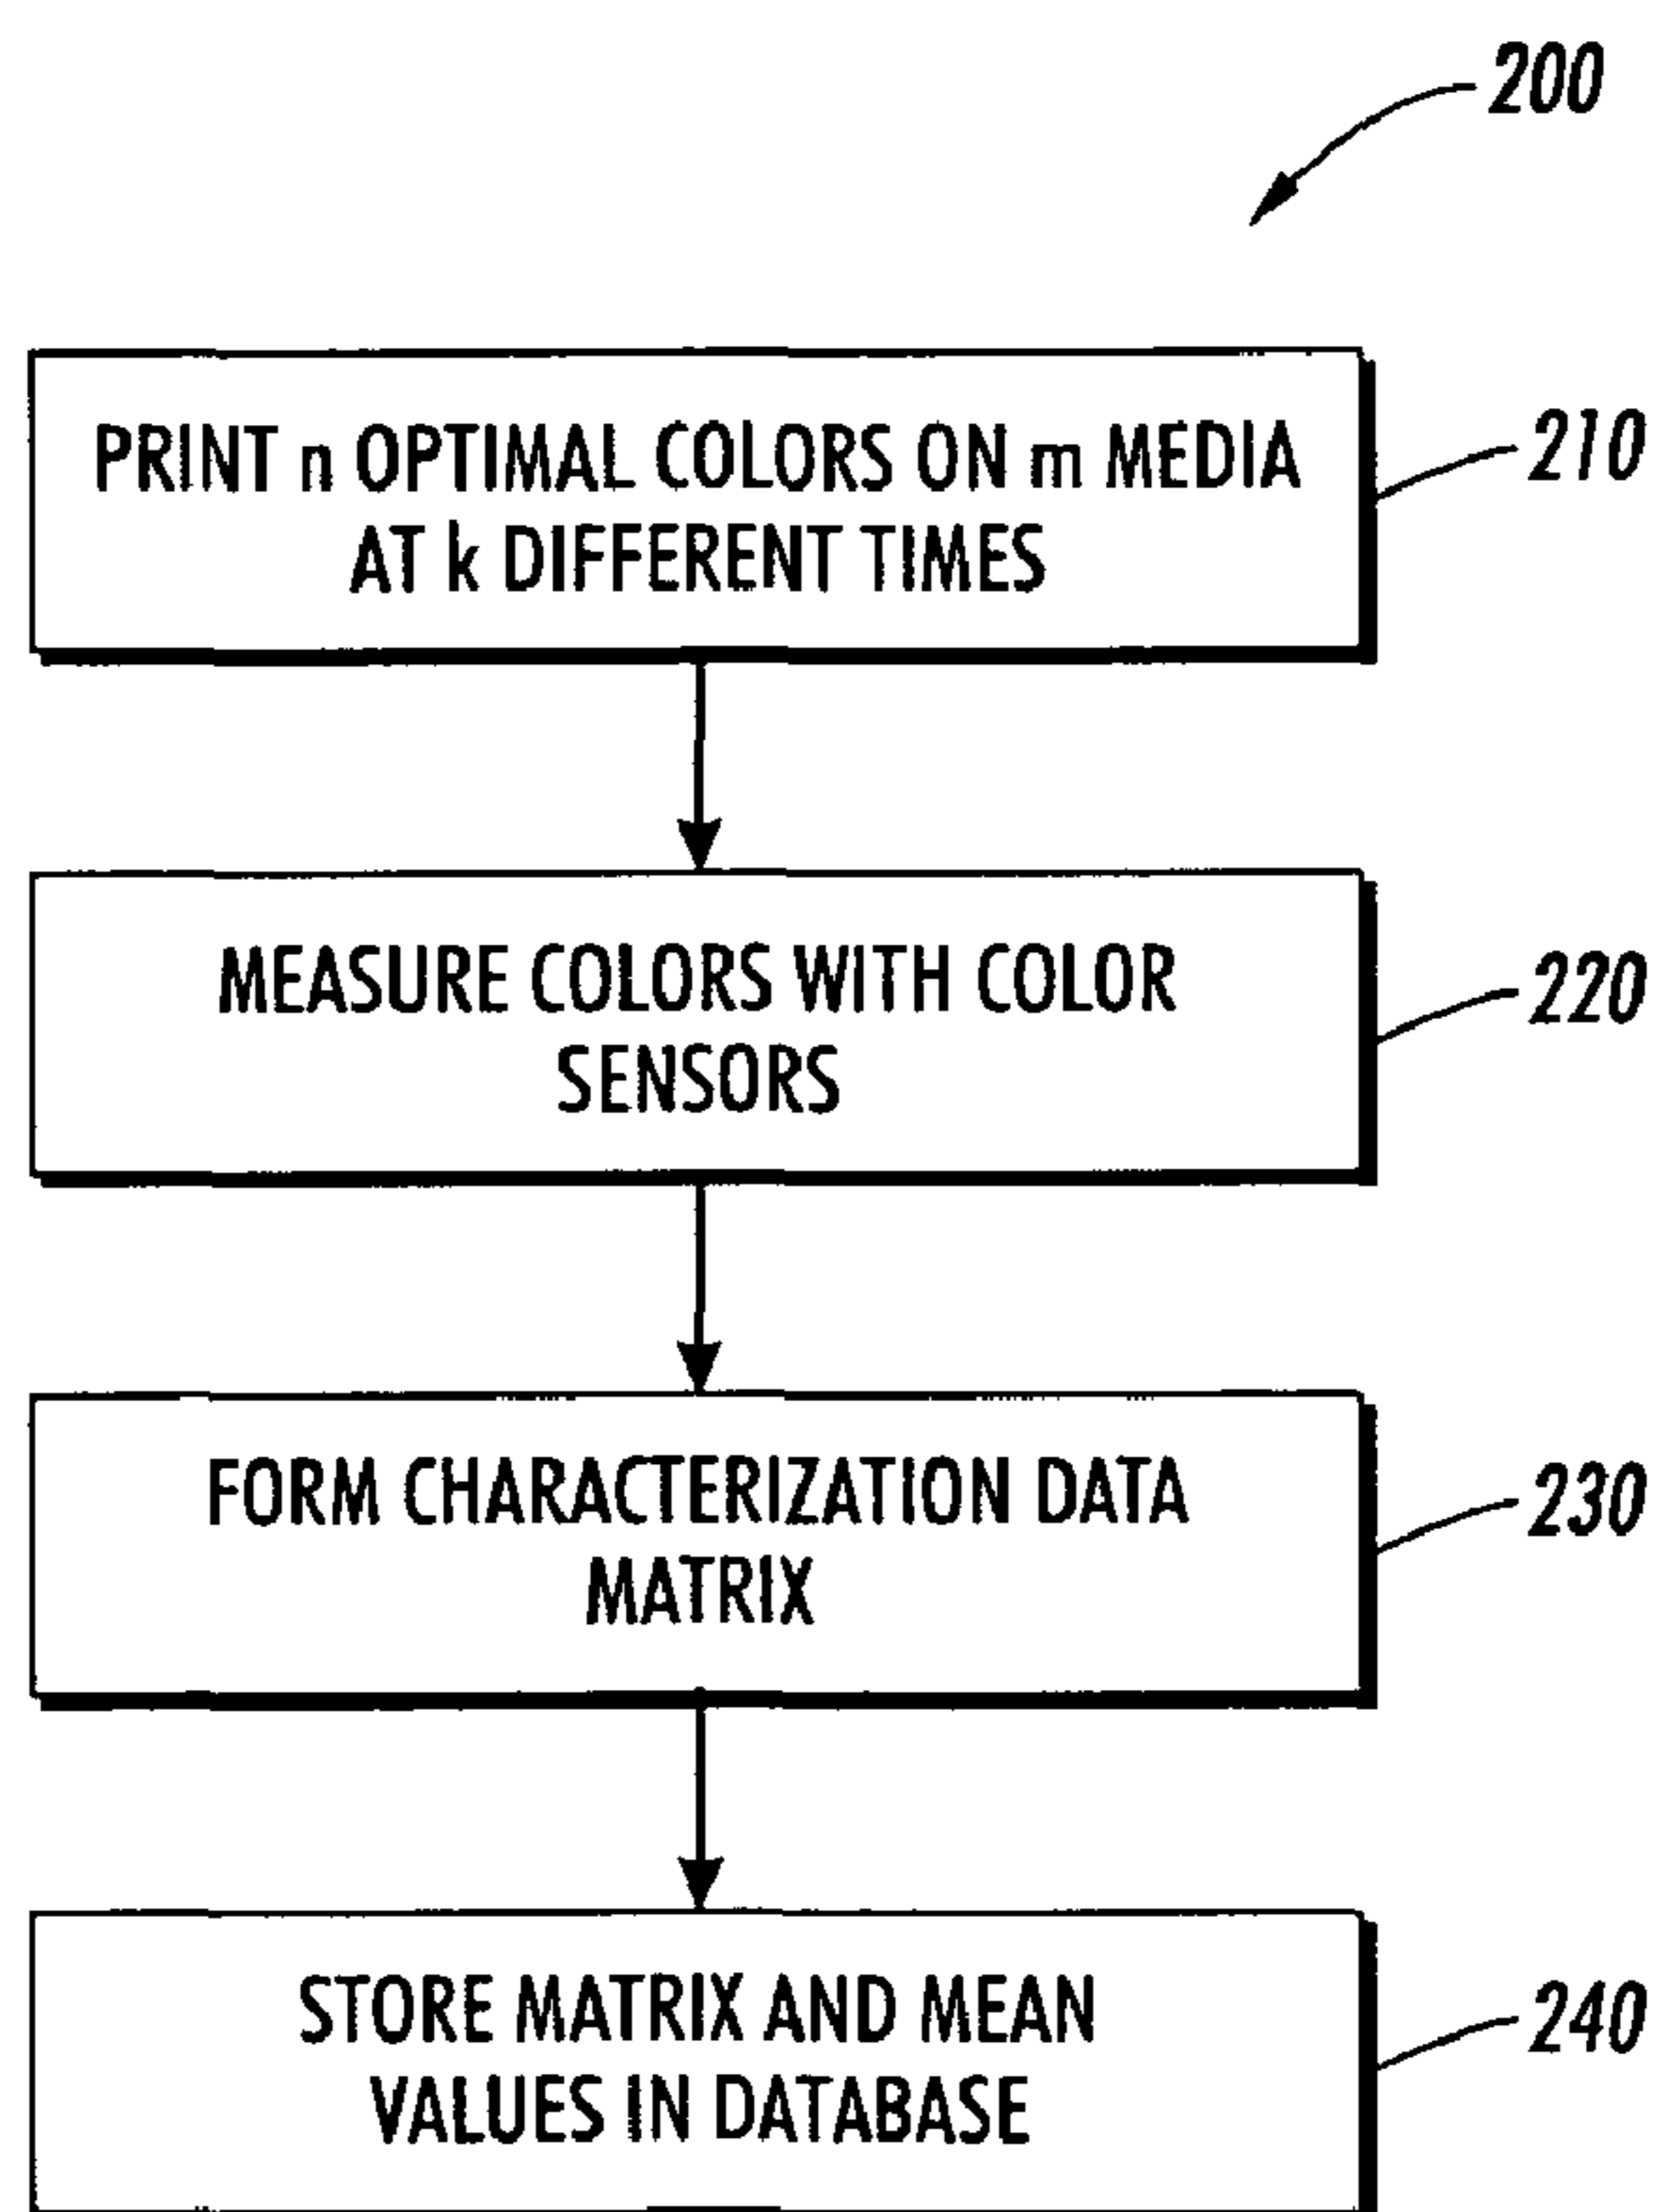 200
PRINT n OPTIMAL COLORS ON m MEDIA
AT k DIFFERENT TIMES
210
MEASURE COLORS WITH COLOR
SENSORS
220
FORM CHARACTERIZATION DATA
MATRIX
230
STORE MATRIX AND MEAN
VALUES IN DATABASE
240